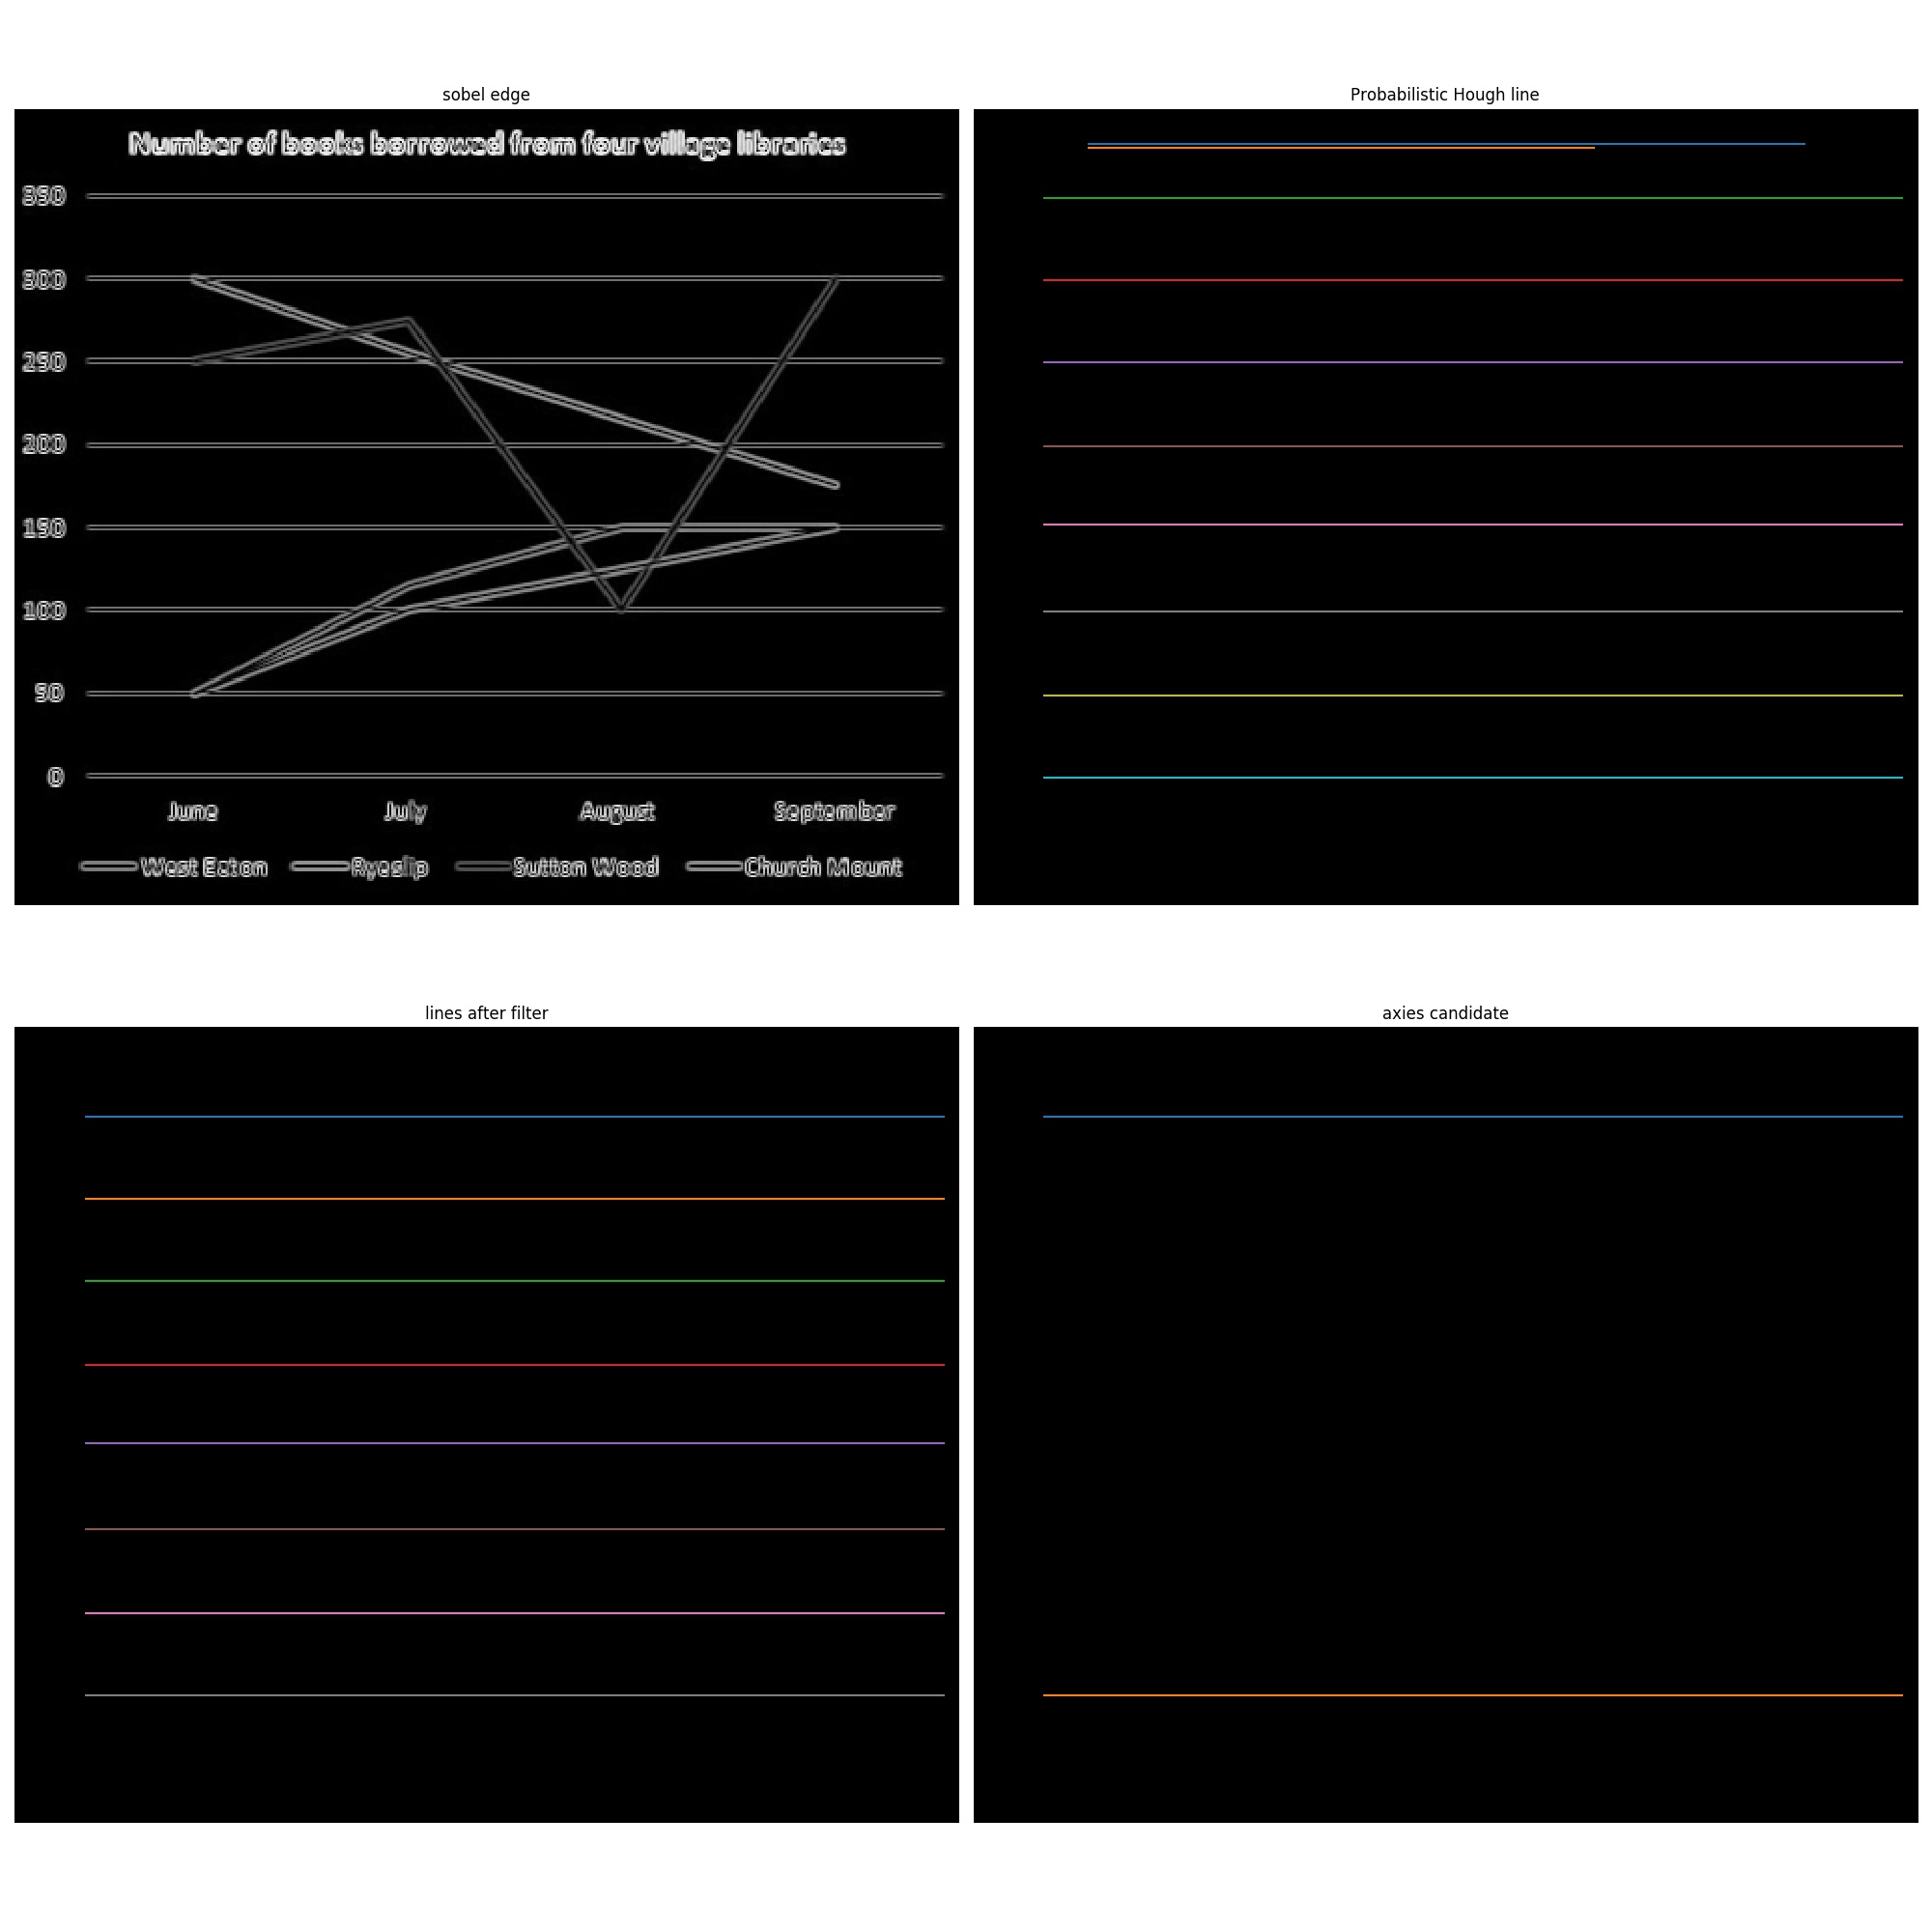 sobel edge
Probabilistic Hough line
Number of books borrowed from four village libraries
350
300
250
200
150
100
50
0
June July August September
West Eaton Ryeslip Sutton Wood Church Mount
lines after filter
axies candidate